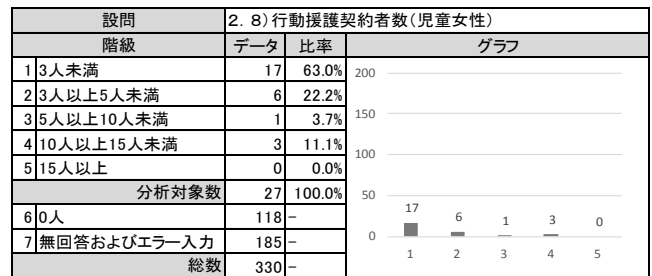 設問 2. 8)行動援護契約者数(児童女性)
階級 データ 比率 グラフ
1 3人未満 17 63.0%
2 3人以上5人未満 6 22.2%
3 5人以上10人未満 1 3.7%
4 10人以上15人未満 3 11.1%
5 15人以上 0 0.0%
分析対象数 27 100.0%
6 0人 118 -
7 無回答およびエラー入力 185 -
総数 330 -
200
150
100
50
0
17 6 1 3 0
1 2 3 4 5